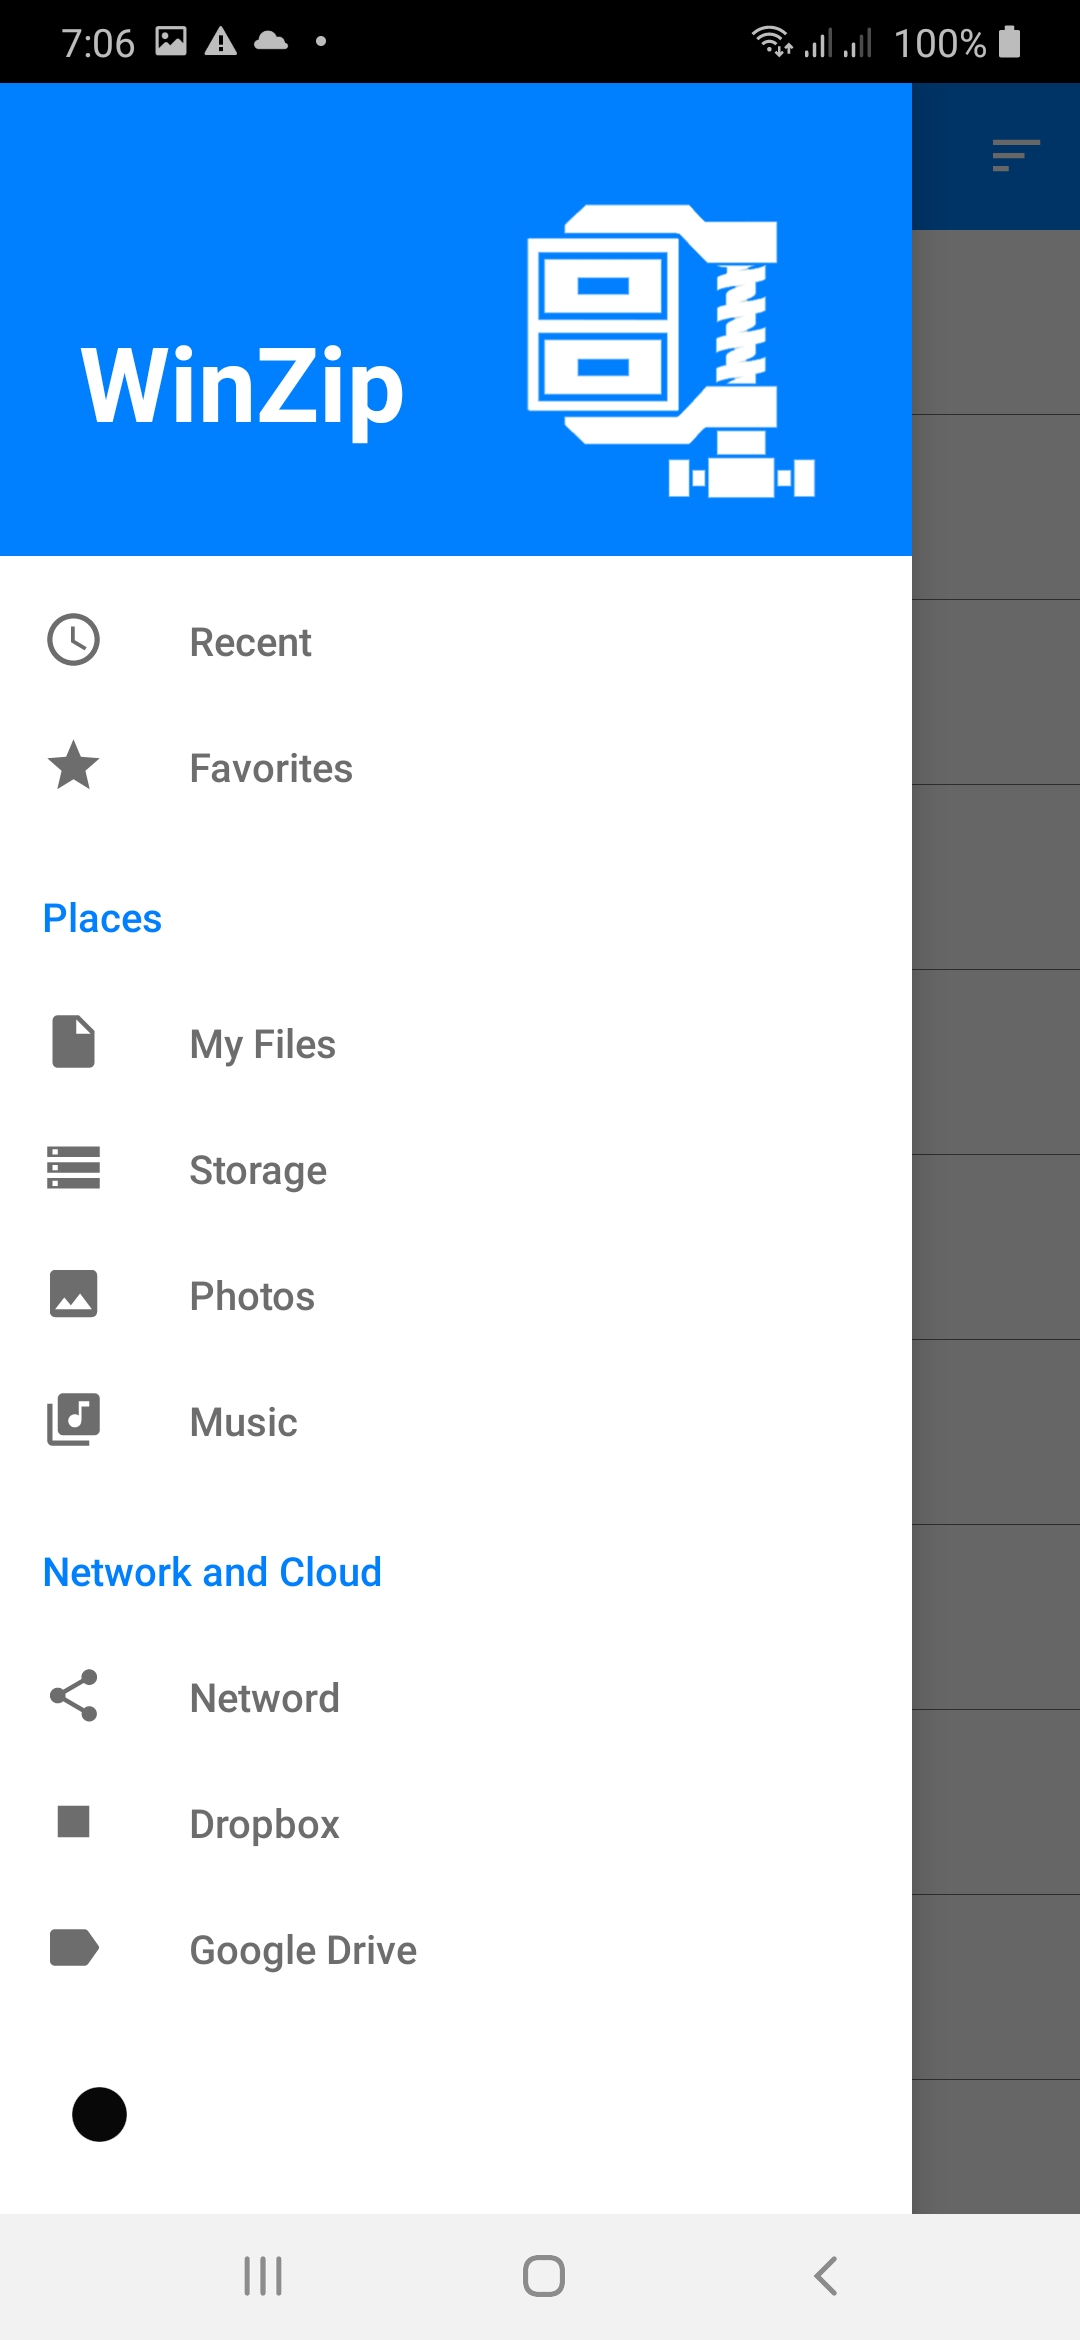 7:06 100%
WinZip
Recent
Favorites
Places
My Files
Storage
Photos
Music
Network and Cloud
Netword
Dropbox
Google Drive